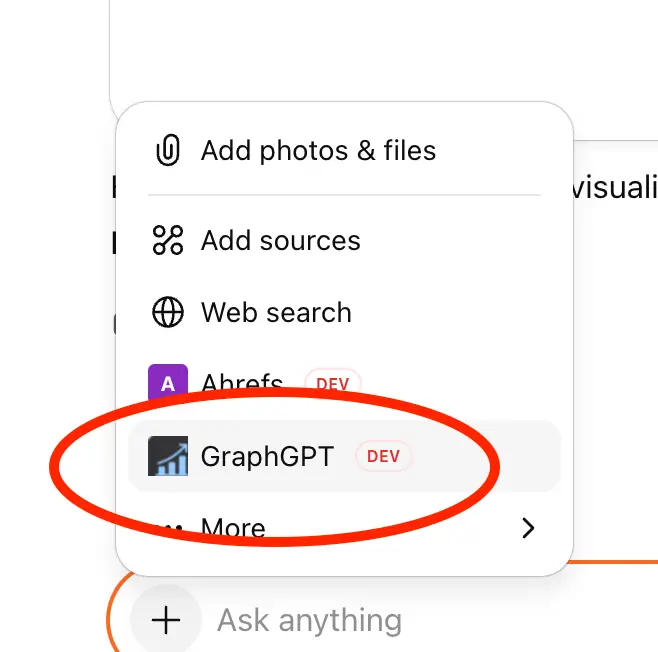 Add photos & files
visuali
Add sources
Web search
A Ahrefs DEV
GraphGPT DEV
More
Ask anything